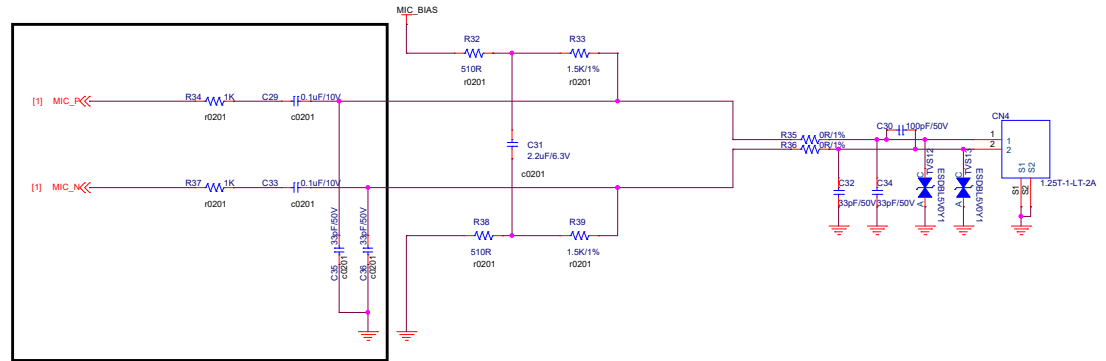 MIC_BIAS
R32
510R
r0201
R33
1.5K/1%
r0201
[1] MIC_P
R34
1K
r0201
C29
0.1uF/10V
c0201
C31
2.2uF/6.3V
c0201
R35
0R/1%
R36
0R/1%
C30
100pF/50V
CN4
1
2
1
2
S1
S2
S1
S2
1.25T-1-LT-2A
TVS12
C
A
ESDBL5V0Y1
TVS13
C
A
ESDBL5V0Y1
C32
33pF/50V
C34
33pF/50V
[1] MIC_N
R37
1K
r0201
C33
0.1uF/10V
c0201
C35
33pF/50V
c0201
C36
33pF/50V
c0201
R38
510R
r0201
R39
1.5K/1%
r0201